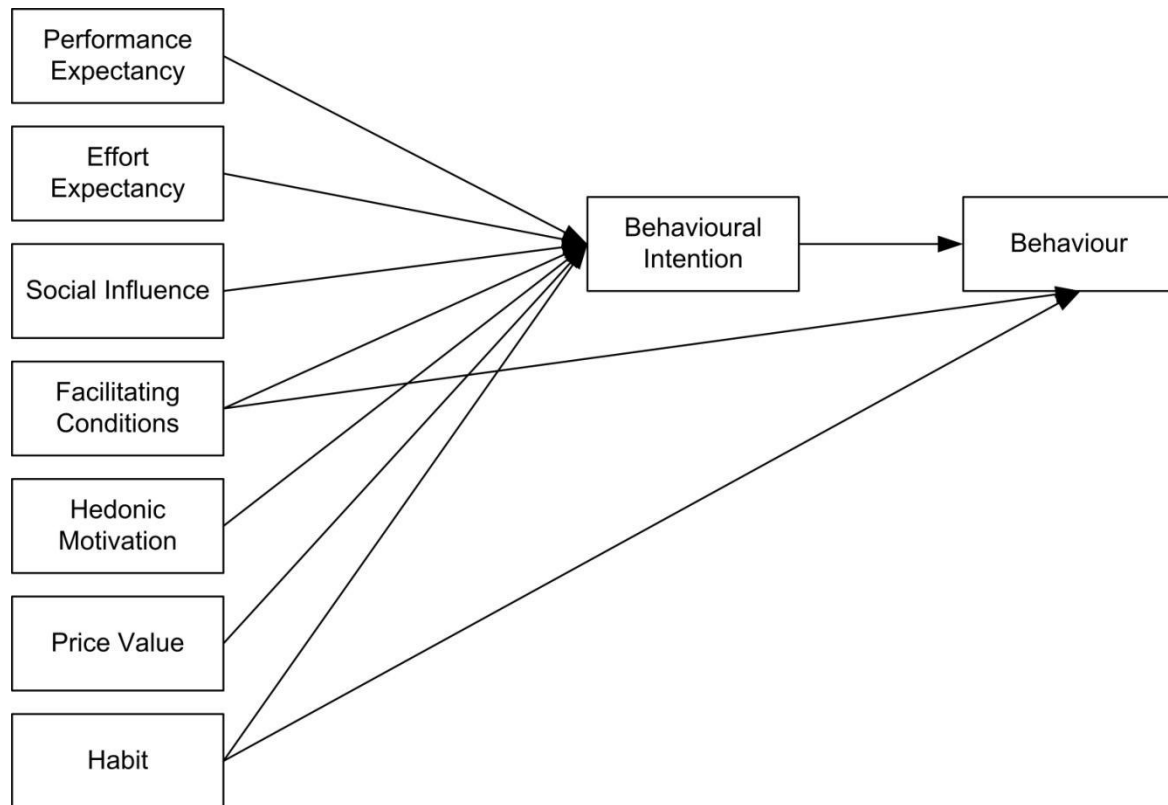 Performance
Expectancy
Effort
Expectancy
Social Influence
Facilitating
Conditions
Hedonic
Motivation
Price Value
Habit
Behavioural
Intention
Behaviour